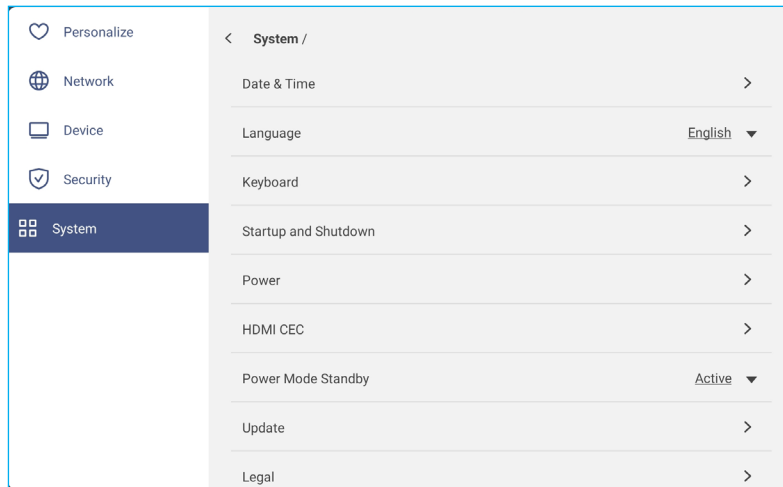 Personalize
Network
Device
Security
System
System /
Date & Time
Language English
Keyboard
Startup and Shutdown
Power
HDMI CEC
Power Mode Standby Active
Update
Legal